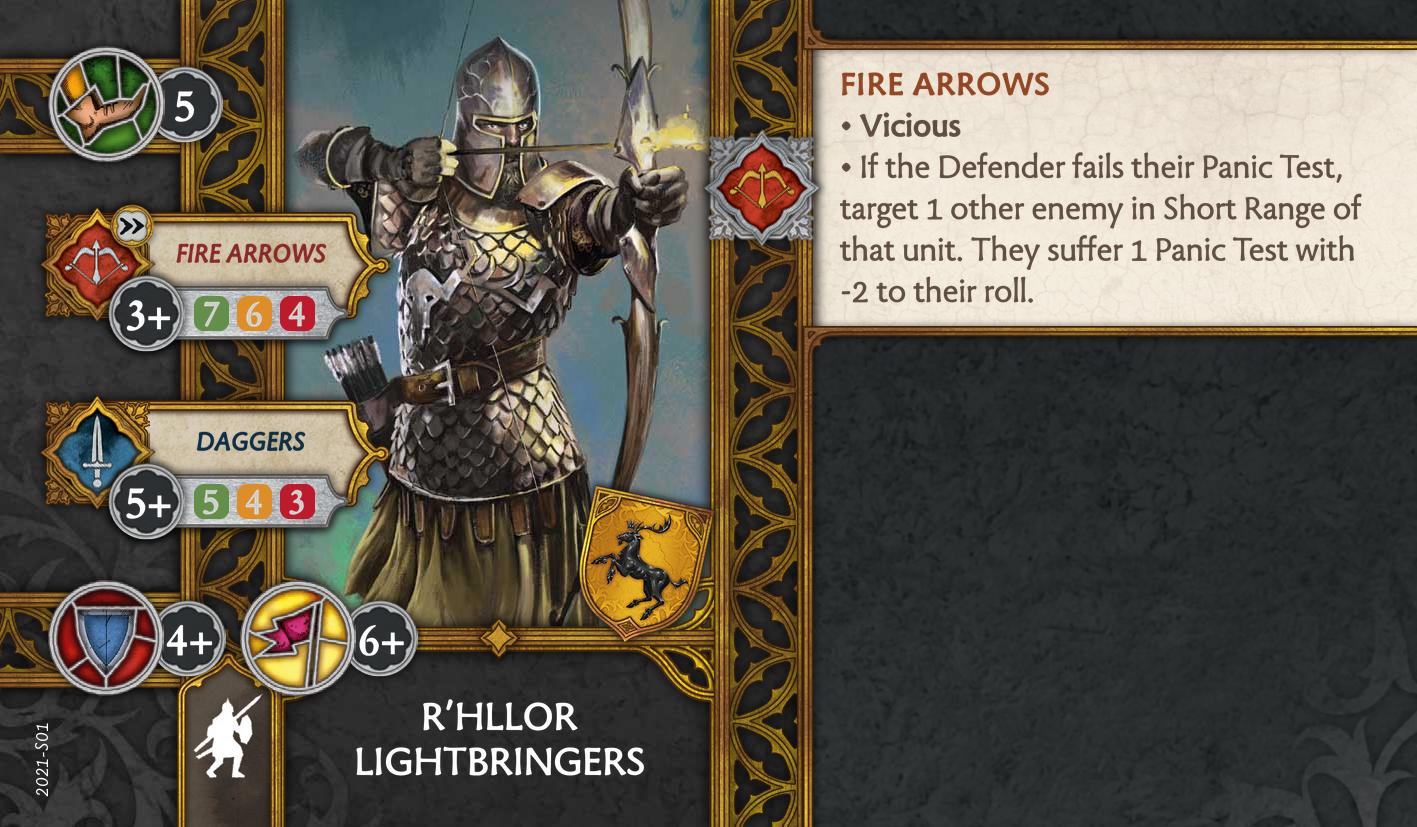 5
FIRE ARROWS
3+
7 6 4
DAGGERS
5+
5 4 3
4+
6+
R’HLLOR
LIGHTBRINGERS
2021-S01
FIRE ARROWS
• Vicious
• If the Defender fails their Panic Test,
target 1 other enemy in Short Range of
that unit. They suffer 1 Panic Test with
-2 to their roll.